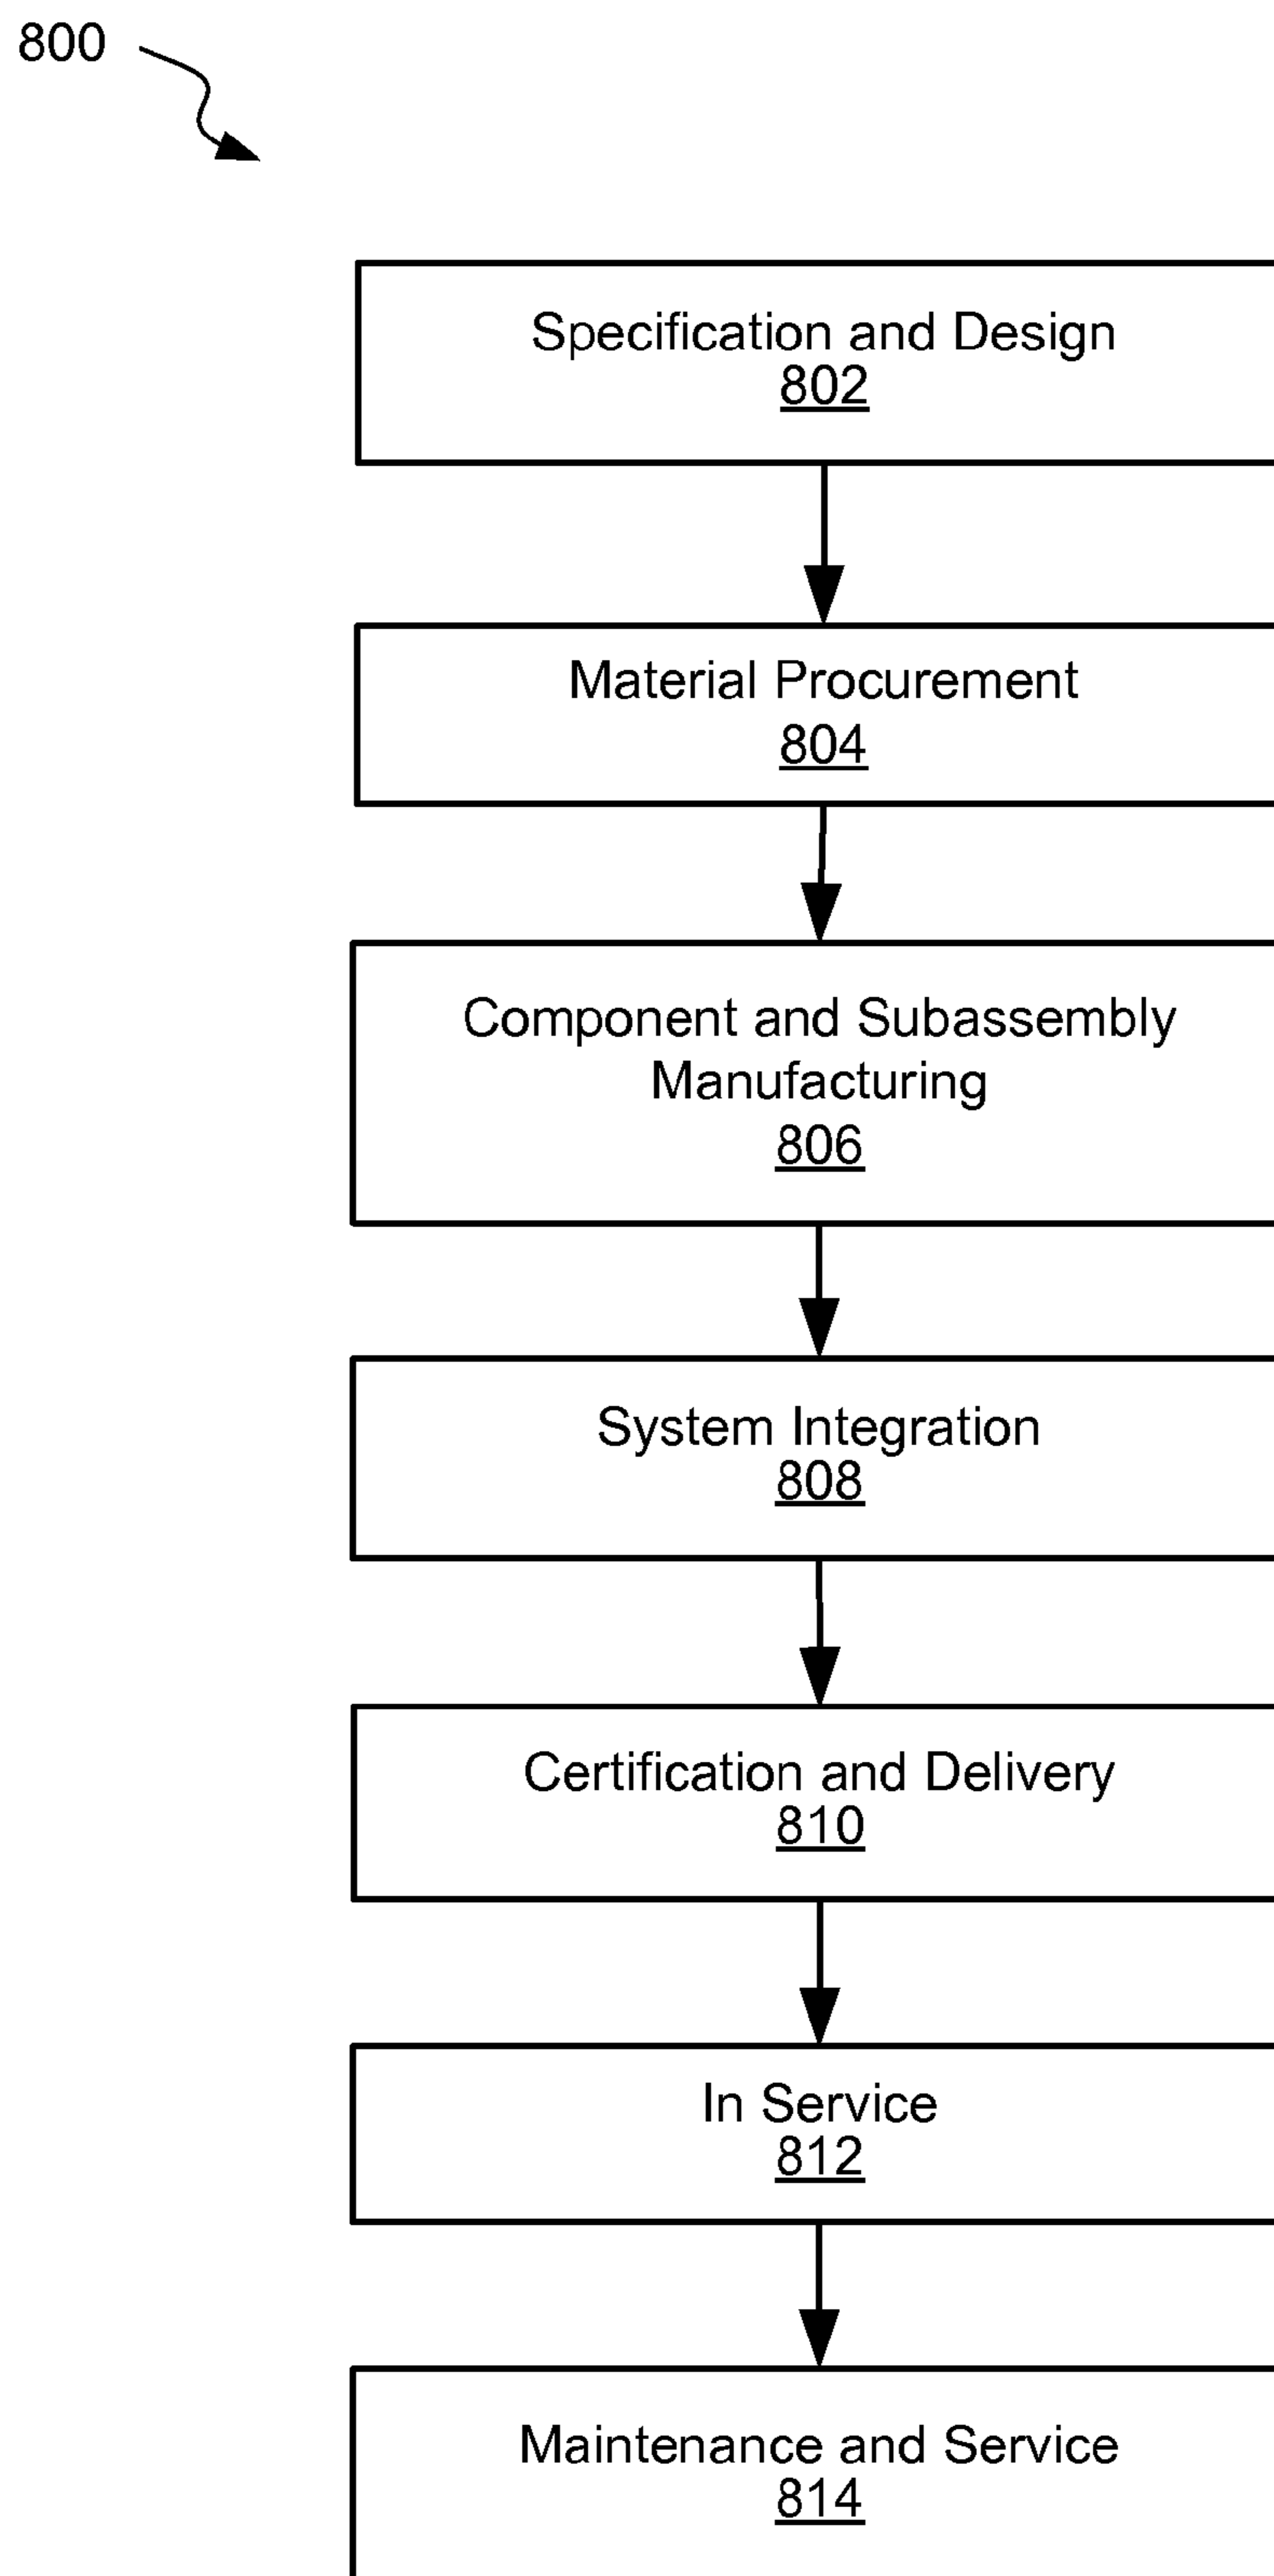 800
Specification and Design
802
Material Procurement
804
Component and Subassembly
Manufacturing
806
System Integration
808
Certification and Delivery
810
In Service
812
Maintenance and Service
814